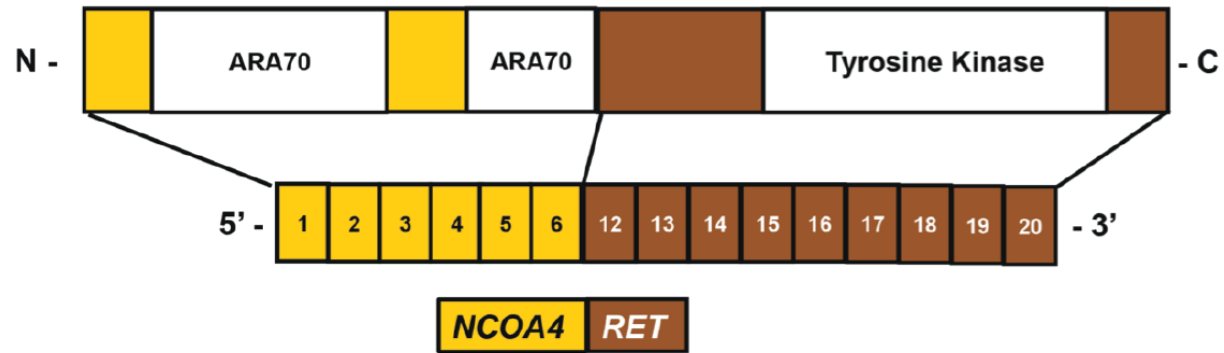 N - ARA70 ARA70 Tyrosine Kinase - C
5’ - 1 2 3 4 5 6 12 13 14 15 16 17 18 19 20 - 3’
NCOA4 RET